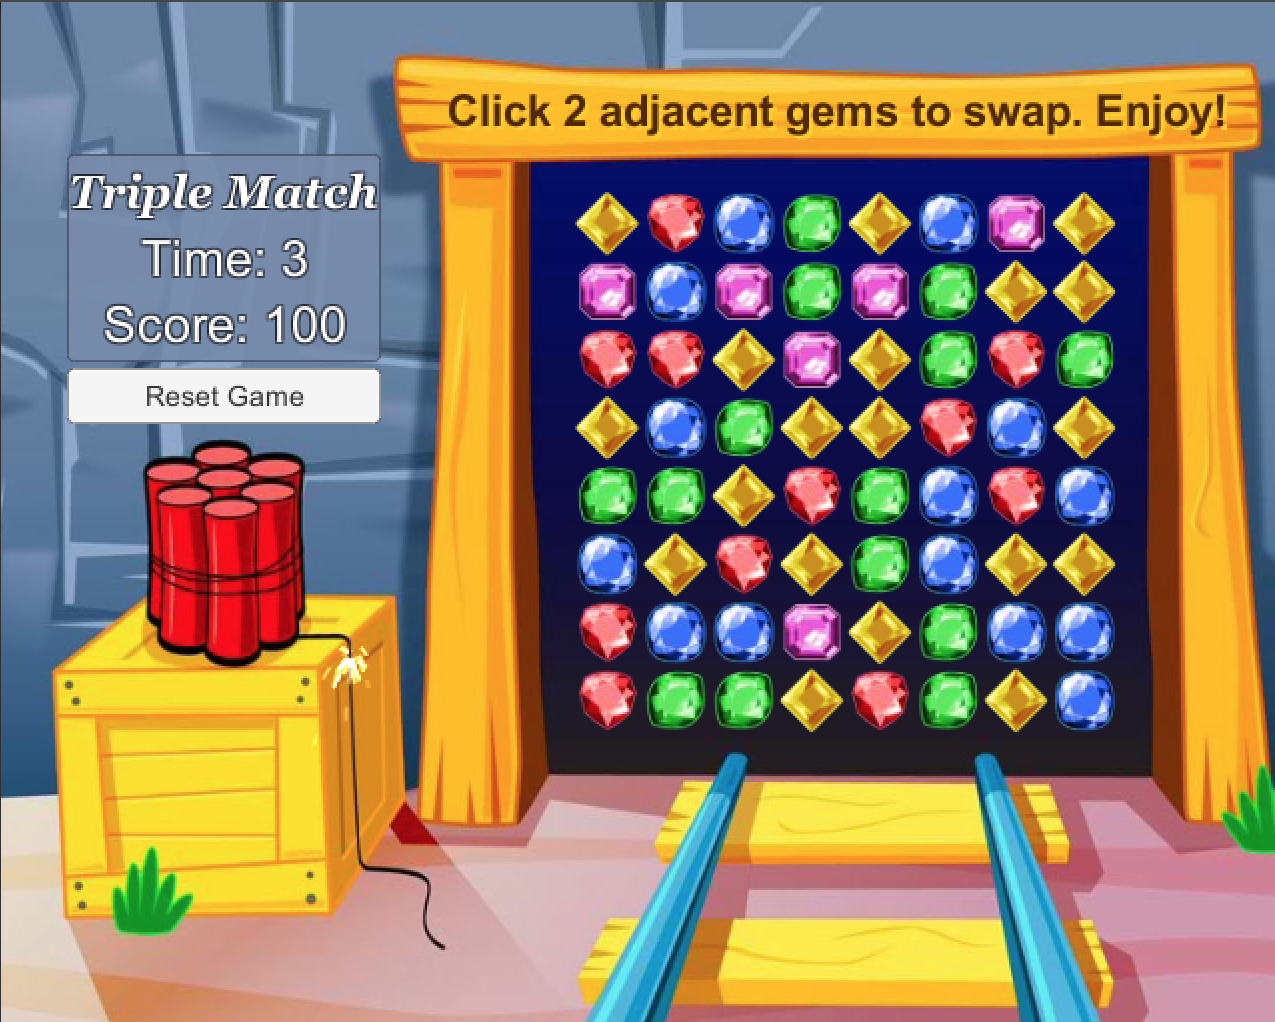 Click 2 adjacent gems to swap. Enjoy!
Triple Match
Time: 3
Score: 100
Reset Game